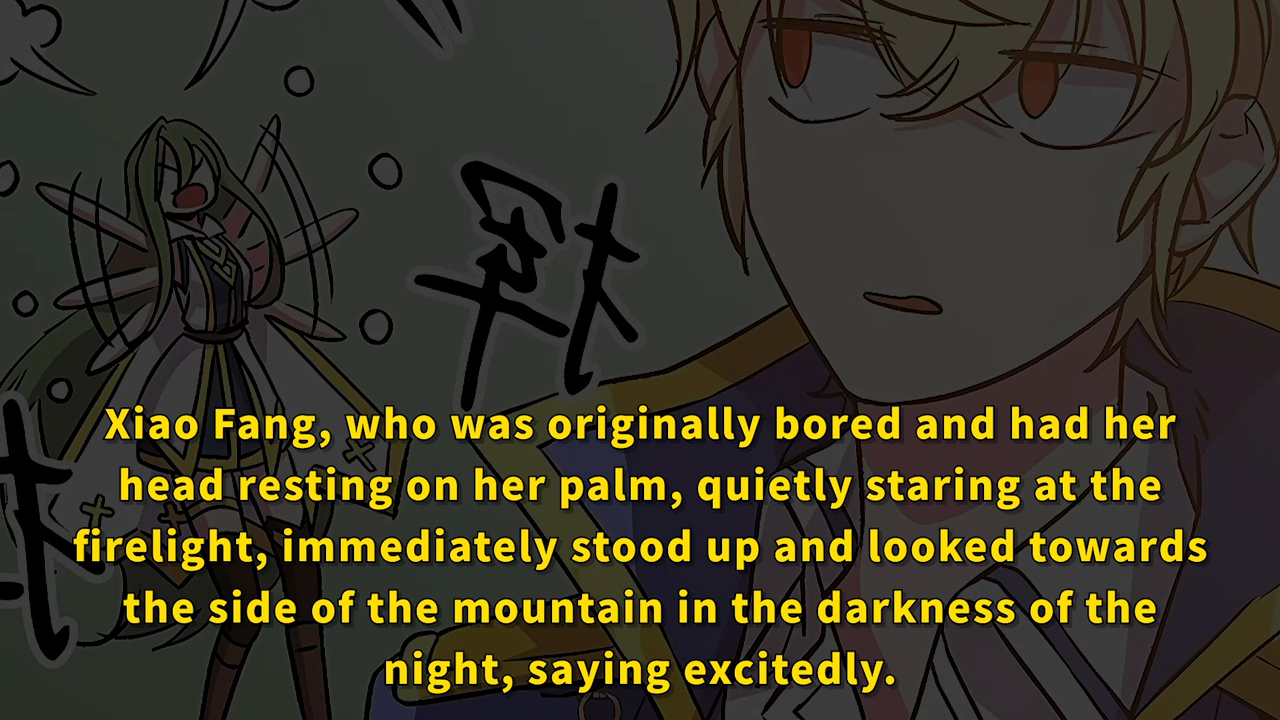 挥
Xiao Fang, who was originally bored and had her
head resting on her palm, quietly staring at the
firelight, immediately stood up and looked towards
the side of the mountain in the darkness of the
night, saying excitedly.